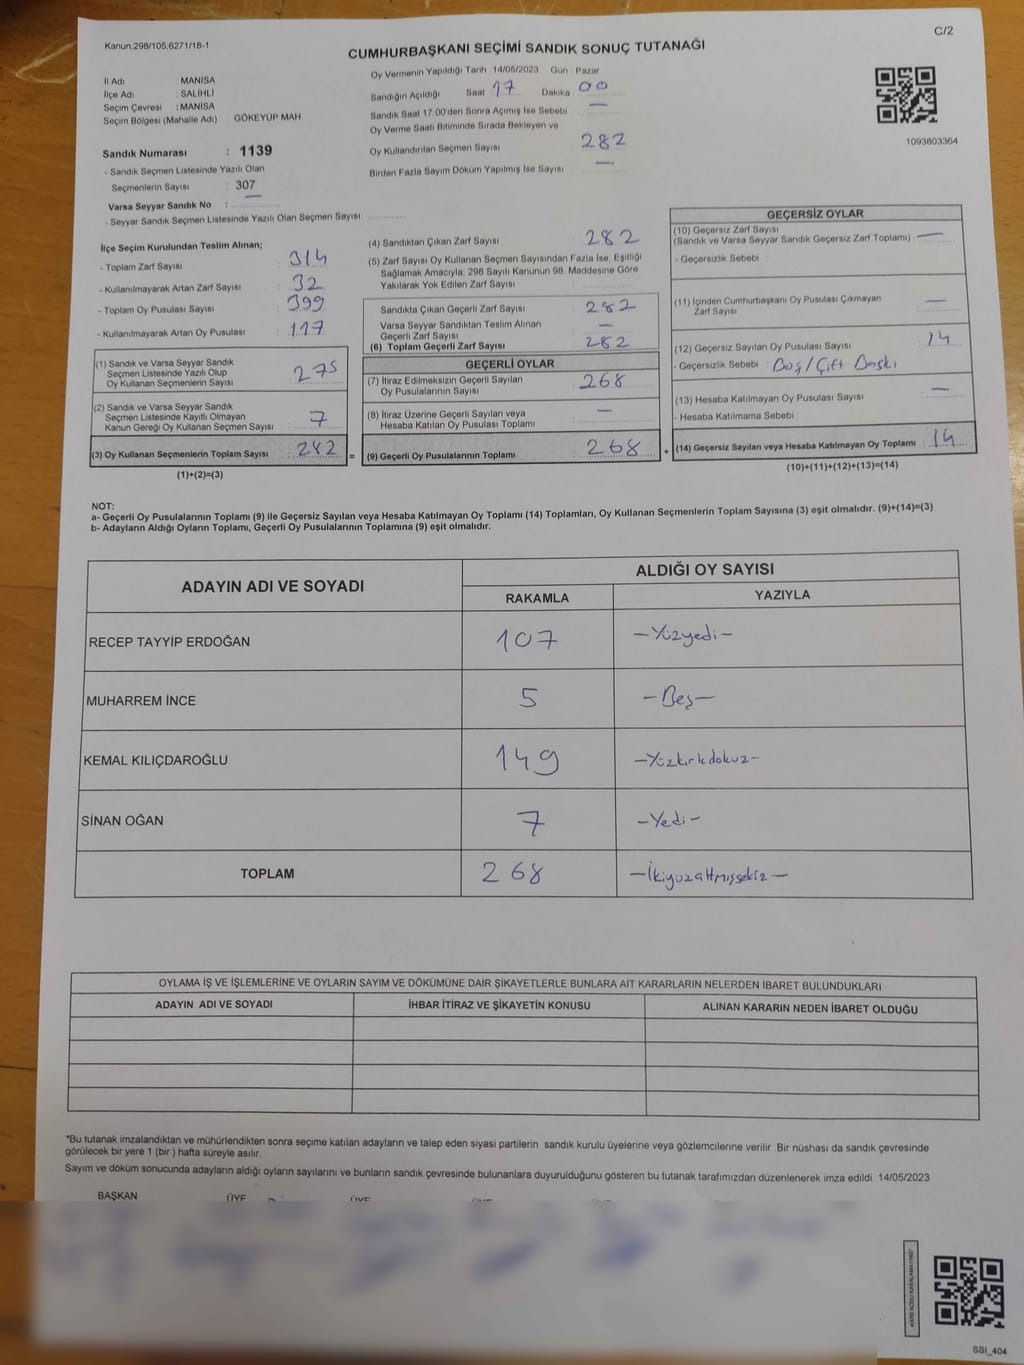 Kanun,298/105,6271/18-1
C/2
CUMHURBAŞKANI SEÇİMİ SANDIK SONUÇ TUTANAĞI
İl Adı : MANİSA
İlçe Adı : SALİHLİ
Seçim Çevresi : MANİSA
Seçim Bölgesi (Mahalle Adı) : GÖKEYÜP MAH.
Sandık Numarası : 1139
- Sandık Seçmen Listesinde Yazılı Olan
Seçmenlerin Sayısı : 307
Varsa Seyyar Sandık No : —
- Seyyar Sandık Seçmen Listesinde Yazılı Olan Seçmen Sayısı:
Oy Vermenin Yapıldığı Tarih : 14/05/2023 Gün : Pazar
Sandığın Açıldığı Saat 17 Dakika 00
Sandık Saat 17:00'den Sonra Açımış İse Sebebi —
Oy Verme Saati Bitiminde Sırada Bekleyen ve
Oy Kullandırılan Seçmen Sayısı 282
Birden Fazla Sayım Döküm Yapılmış İse Sayısı —
1093803364
İlçe Seçim Kurulundan Teslim Alınan;
- Toplam Zarf Sayısı 314
- Kullanılmayarak Artan Zarf Sayısı : 32
- Toplam Oy Pusulası Sayısı : 399
- Kullanılmayarak Artan Oy Pusulası : 117
(1) Sandık ve Varsa Seyyar Sandık
Seçmen Listesinde Yazılı Olup
Oy Kullanan Seçmenlerin Sayısı 275
(2) Sandık ve Varsa Seyyar Sandık
Seçmen Listesinde Kayıtlı Olmayan
Kanun Gereği Oy Kullanan Seçmen Sayısı : 7
(3) Oy Kullanan Seçmenlerin Toplam Sayısı : 282 =
(1)+(2)=(3)
(4) Sandıktan Çıkan Zarf Sayısı 282
(5) Zarf Sayısı Oy Kullanan Seçmen Sayısından Fazla İse, Eşitliği
Sağlamak Amacıyla, 298 Sayılı Kanunun 98. Maddesine Göre
Yakılarak Yok Edilen Zarf Sayısı
Sandıkta Çıkan Geçerli Zarf Sayısı : 282
Varsa Seyyar Sandıktan Teslim Alınan
Geçerli Zarf Sayısı —
(6) Toplam Geçerli Zarf Sayısı : 282
GEÇERLİ OYLAR
(7) İtiraz Edilmeksizin Geçerli Sayılan
Oy Pusulalarının Sayısı : 268
(8) İtiraz Üzerine Geçerli Sayılan veya
Hesaba Katılan Oy Pusulası Toplamı —
(9) Geçerli Oy Pusulalarının Toplamı : 268 +
GEÇERSİZ OYLAR
(10) Geçersiz Zarf Sayısı
(Sandık ve Varsa Seyyar Sandık Geçersiz Zarf Toplamı) : —
- Geçersizlik Sebebi :
(11) İçinden Cumhurbaşkanı Oy Pusulası Çıkmayan
Zarf Sayısı —
(12) Geçersiz Sayılan Oy Pusulası Sayısı : 14
- Geçersizlik Sebebi : Boş/Çift Baskı
(13) Hesaba Katılmayan Oy Pusulası Sayısı : —
- Hesaba Katılmama Sebebi
(14) Geçersiz Sayılan veya Hesaba Katılmayan Oy Toplamı : 14
(10)+(11)+(12)+(13)=(14)
NOT:
a- Geçerli Oy Pusulalarının Toplamı (9) ile Geçersiz Sayılan veya Hesaba Katılmayan Oy Toplamı (14) Toplamları, Oy Kullanan Seçmenlerin Toplam Sayısına (3) eşit olmalıdır. (9)+(14)=(3)
b- Adayların Aldığı Oyların Toplamı, Geçerli Oy Pusulalarının Toplamına (9) eşit olmalıdır.
ADAYIN ADI VE SOYADI
ALDIĞI OY SAYISI
RAKAMLA YAZIYLA
RECEP TAYYİP ERDOĞAN 107 -Yüzyedi-
MUHARREM İNCE 5 -Beş-
KEMAL KILIÇDAROĞLU 149 -Yüzkırkdokuz-
SİNAN OĞAN 7 -Yedi-
TOPLAM 268 -İkiyüzaltmışsekiz-
OYLAMA İŞ VE İŞLEMLERİNE VE OYLARIN SAYIM VE DÖKÜMÜNE DAİR ŞİKAYETLERLE BUNLARA AİT KARARLARIN NELERDEN İBARET BULUNDUKLARI
ADAYIN ADI VE SOYADI İHBAR İTİRAZ VE ŞİKAYETİN KONUSU ALINAN KARARIN NEDEN İBARET OLDUĞU
*Bu tutanak imzalandıktan ve mühürlendikten sonra seçime katılan adayların ve talep eden siyasi partilerin sandık kurulu üyelerine veya gözlemcilerine verilir. Bir nüshası da sandık çevresinde
görülecek bir yere 1 (bir ) hafta süreyle asılır.
Sayım ve döküm sonucunda adayların aldığı oyların sayılarını ve bunların sandık çevresinde bulunanlara duyurulduğunu gösteren bu tutanak tarafımızdan düzenlenerek imza edildi. 14/05/2023
BAŞKAN ÜYE ÜYE
SSI_404